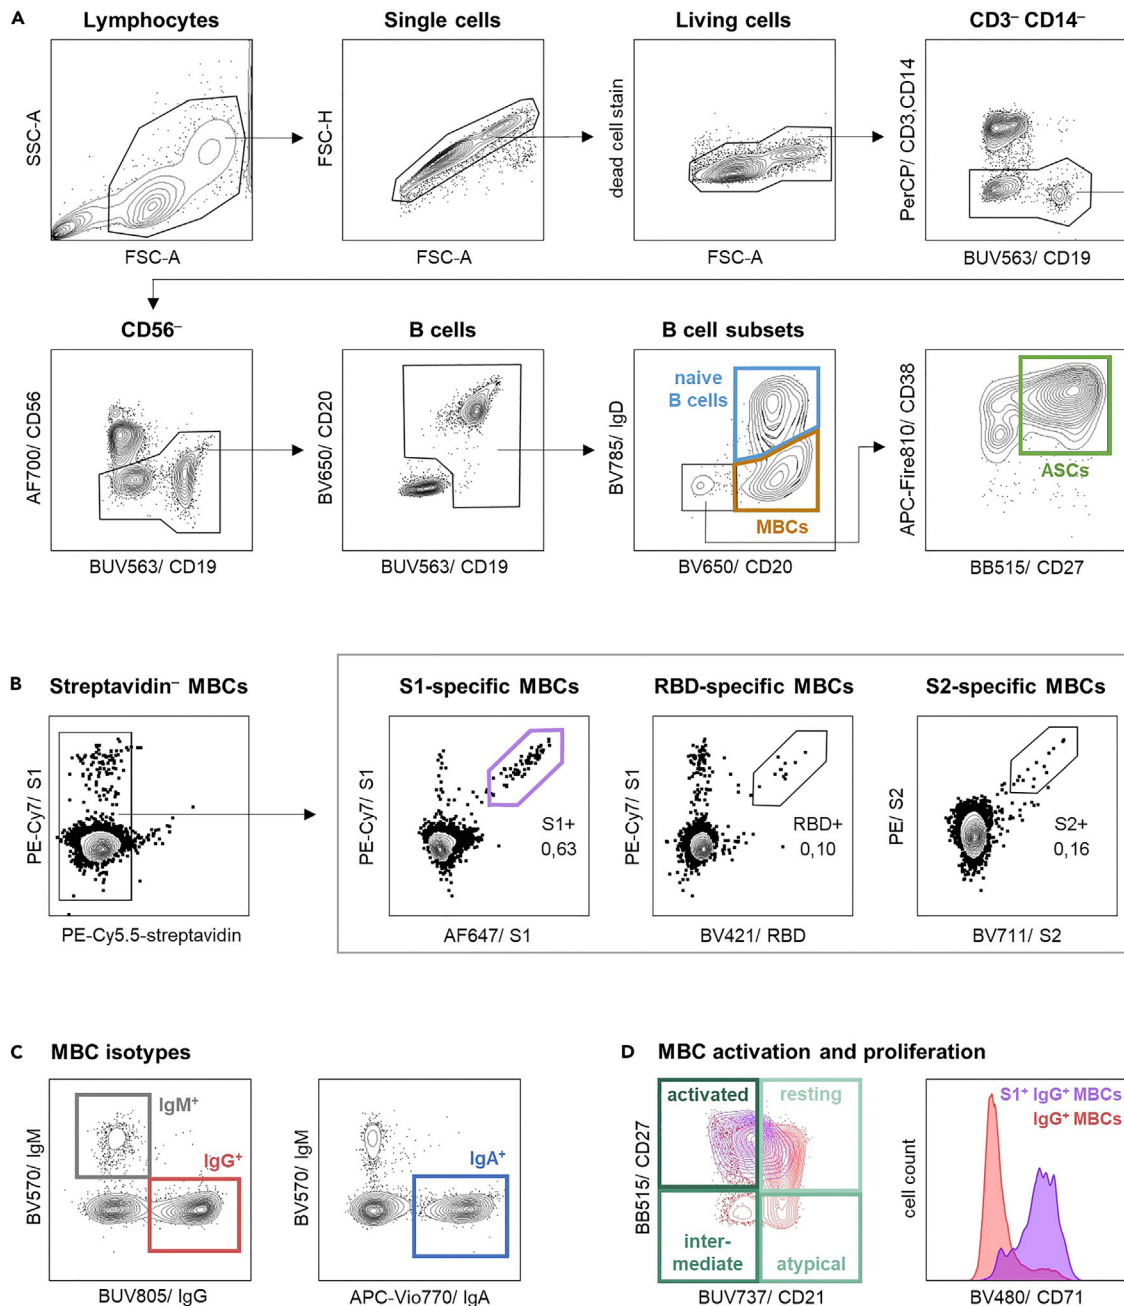 A
Lymphocytes
Single cells
Living cells
CD3⁻ CD14⁻
SSC-A
FSC-A
FSC-H
FSC-A
dead cell stain
FSC-A
PerCP/ CD3,CD14
BUV563/ CD19
CD56⁻
B cells
B cell subsets
AF700/ CD56
BUV563/ CD19
BV650/ CD20
BUV563/ CD19
BV785/ IgD
naive
B cells
MBCs
BV650/ CD20
APC-Fire810/ CD38
ASCs
BB515/ CD27
B
Streptavidin⁻ MBCs
S1-specific MBCs
RBD-specific MBCs
S2-specific MBCs
PE-Cy7/ S1
PE-Cy5.5-streptavidin
PE-Cy7/ S1
S1+
0,63
AF647/ S1
PE-Cy7/ S1
RBD+
0,10
BV421/ RBD
PE/ S2
S2+
0,16
BV711/ S2
C
MBC isotypes
BV570/ IgM
IgM⁺
IgG⁺
BUV805/ IgG
BV570/ IgM
IgA⁺
APC-Vio770/ IgA
D
MBC activation and proliferation
BB515/ CD27
activated
resting
inter-
mediate
atypical
BUV737/ CD21
cell count
S1⁺ IgG⁺ MBCs
IgG⁺ MBCs
BV480/ CD71